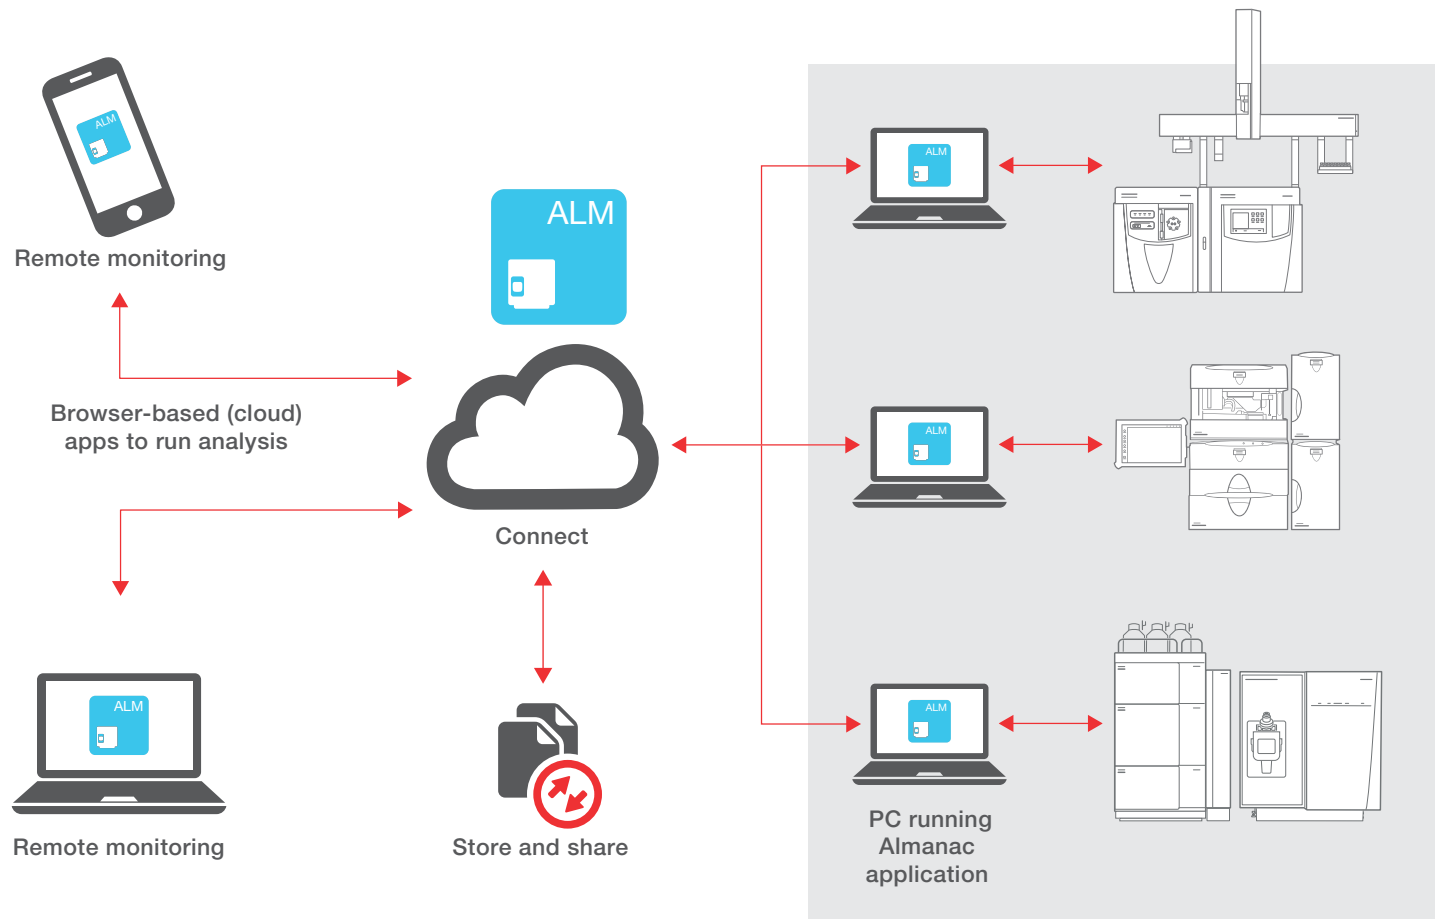 ALM
Remote monitoring
ALM
Browser-based (cloud)
apps to run analysis
Connect
ALM
Remote monitoring
Store and share
ALM
ALM
ALM
PC running
Almanac
application